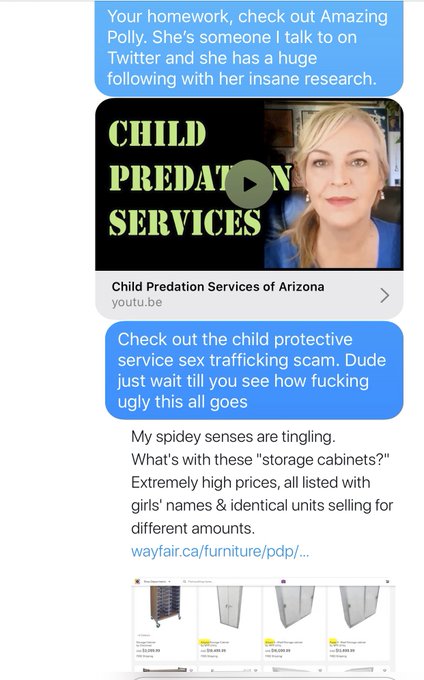 Your homework, check out Amazing
Polly. She's someone I talk to on
Twitter and she has a huge
following with her insane research.
CHILD
PREDAT N
SERVICES
Child Predation Services of Arizona
youtu.be
Check out the child protective
service sex trafficking scam. Dude
just wait till you see how fucking
ugly this all goes
My spidey senses are tingling.
What's with these "storage cabinets?"
Extremely high prices, all listed with
girls' names & identical units selling for
different amounts.
wayfair.ca/furniture/pdp/...